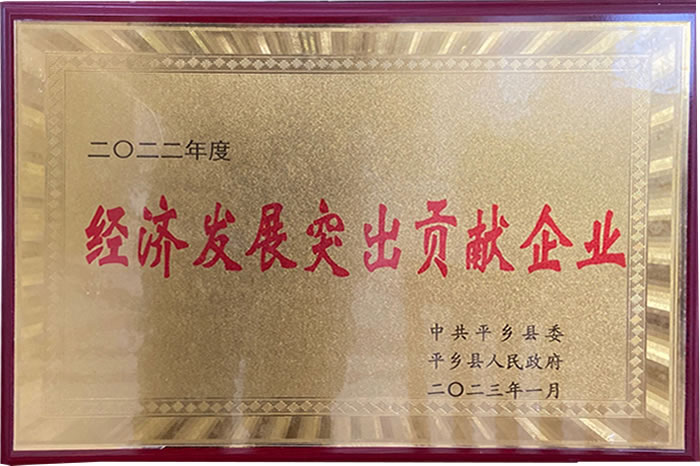 二〇二二年度
经济发展突出贡献企业
中共平乡县委
平乡县人民政府
二〇二三年一月